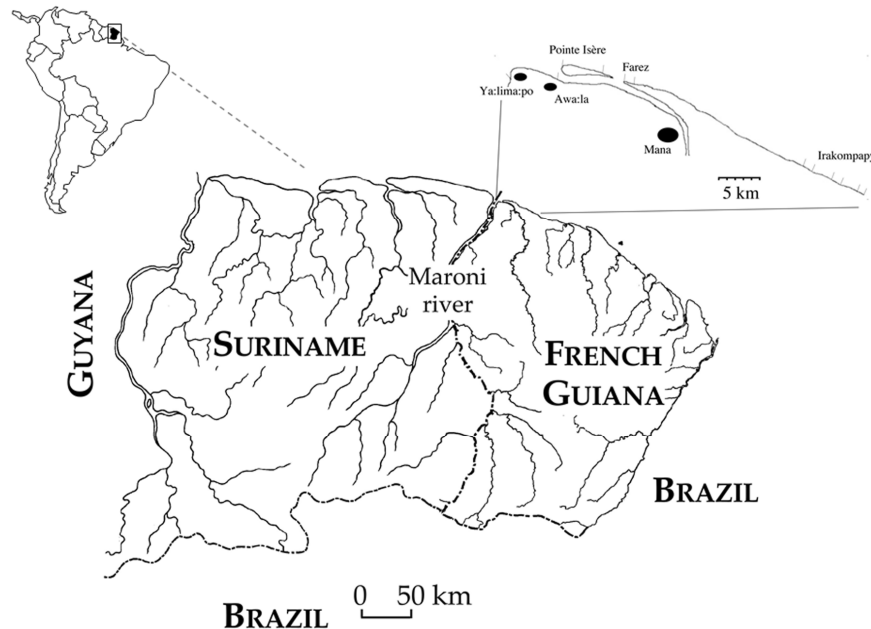 Pointe Isère
Farez
Ya:lima:po
Awa:la
Mana
Irakompapy
5 km
Maroni
river
GUYANA
SURINAME
FRENCH
GUIANA
BRAZIL
0 50 km
BRAZIL